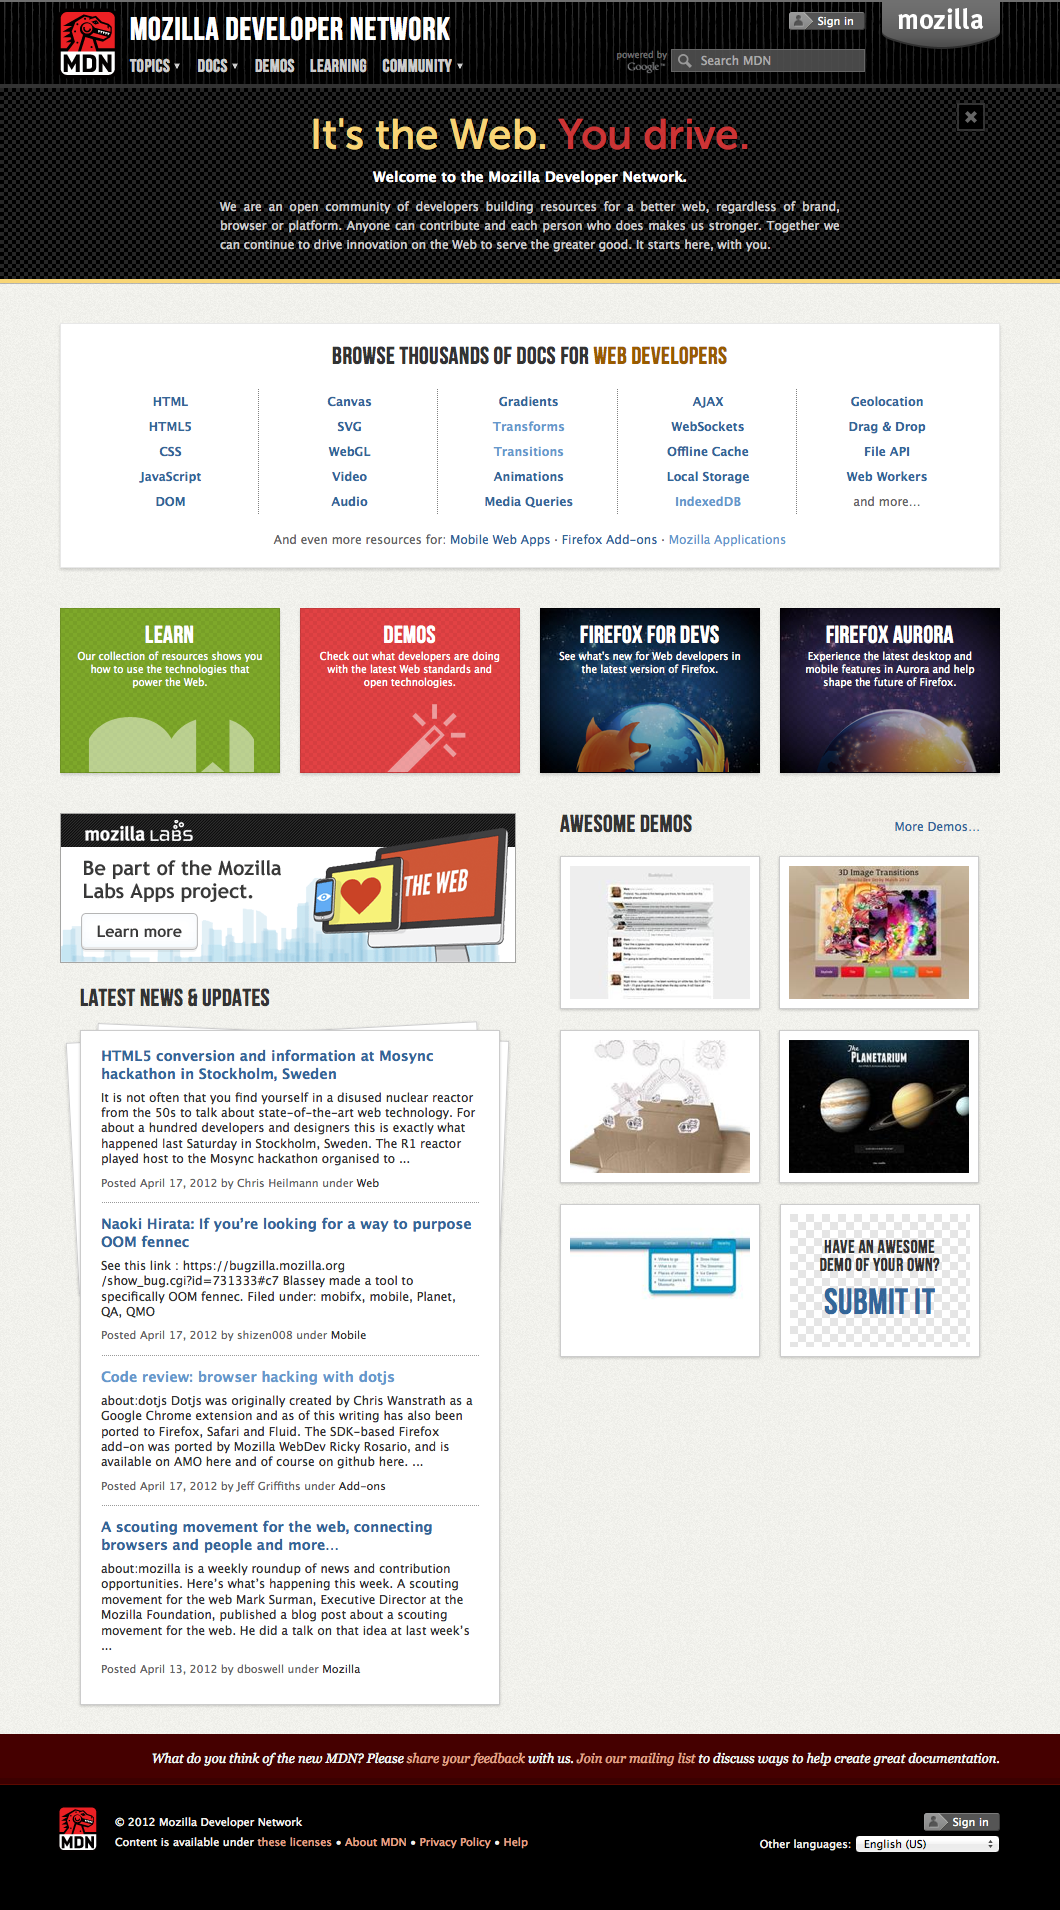 MOZILLA DEVELOPER NETWORK
MDN
Sign in
mozilla
TOPICS ▾ DOCS ▾ DEMOS LEARNING COMMUNITY ▾
powered by
Google™
Search MDN
It's the Web. You drive.
Welcome to the Mozilla Developer Network.
We are an open community of developers building resources for a better web, regardless of brand,
browser or platform. Anyone can contribute and each person who does makes us stronger. Together we
can continue to drive innovation on the Web to serve the greater good. It starts here, with you.
BROWSE THOUSANDS OF DOCS FOR WEB DEVELOPERS
HTML
HTML5
CSS
JavaScript
DOM
Canvas
SVG
WebGL
Video
Audio
Gradients
Transforms
Transitions
Animations
Media Queries
AJAX
WebSockets
Offline Cache
Local Storage
IndexedDB
Geolocation
Drag & Drop
File API
Web Workers
and more...
And even more resources for: Mobile Web Apps · Firefox Add-ons · Mozilla Applications
LEARN
Our collection of resources shows you
how to use the technologies that
power the Web.
DEMOS
Check out what developers are doing
with the latest Web standards and
open technologies.
FIREFOX FOR DEVS
See what's new for Web developers in
the latest version of Firefox.
FIREFOX AURORA
Experience the latest desktop and
mobile features in Aurora and help
shape the future of Firefox.
mozilla LABS
Be part of the Mozilla
Labs Apps project.
Learn more
THE WEB
LATEST NEWS & UPDATES
HTML5 conversion and information at Mosync
hackathon in Stockholm, Sweden
It is not often that you find yourself in a disused nuclear reactor
from the 50s to talk about state-of-the-art web technology. For
about a hundred developers and designers this is exactly what
happened last Saturday in Stockholm, Sweden. The R1 reactor
played host to the Mosync hackathon organised to ...
Posted April 17, 2012 by Chris Heilmann under Web
Naoki Hirata: If you're looking for a way to purpose
OOM fennec
See this link : https://bugzilla.mozilla.org
/show_bug.cgi?id=731333#c7 Blassey made a tool to
specifically OOM fennec. Filed under: mobifx, mobile, Planet,
QA, QMO
Posted April 17, 2012 by shizen008 under Mobile
Code review: browser hacking with dotjs
about:dotjs Dotjs was originally created by Chris Wanstrath as a
Google Chrome extension and as of this writing has also been
ported to Firefox, Safari and Fluid. The SDK-based Firefox
add-on was ported by Mozilla WebDev Ricky Rosario, and is
available on AMO here and of course on github here. ...
Posted April 17, 2012 by Jeff Griffiths under Add-ons
A scouting movement for the web, connecting
browsers and people and more...
about:mozilla is a weekly roundup of news and contribution
opportunities. Here's what's happening this week. A scouting
movement for the web Mark Surman, Executive Director at the
Mozilla Foundation, published a blog post about a scouting
movement for the web. He did a talk on that idea at last week's
...
Posted April 13, 2012 by dboswell under Mozilla
AWESOME DEMOS
More Demos...
3D Image Transitions
The
PLANETARIUM
HAVE AN AWESOME
DEMO OF YOUR OWN?
SUBMIT IT
What do you think of the new MDN? Please share your feedback with us. Join our mailing list to discuss ways to help create great documentation.
MDN
© 2012 Mozilla Developer Network
Content is available under these licenses • About MDN • Privacy Policy • Help
Sign in
Other languages: English (US)